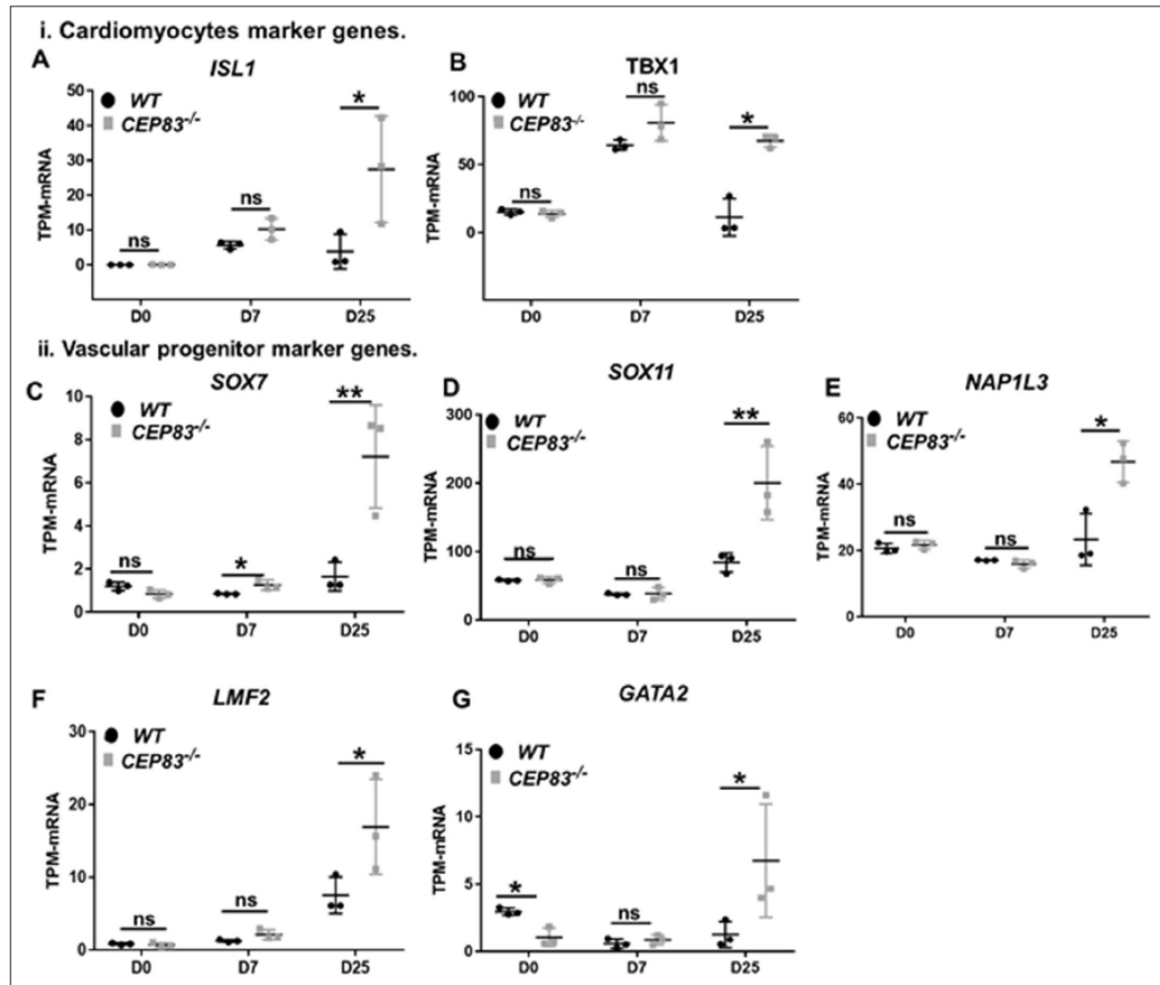 i. Cardiomyocytes marker genes.
A
ISL1
WT
CEP83-/-
TPM-mRNA
50
40
30
20
10
0
ns
ns
*
D0 D7 D25
B
TBX1
WT
CEP83-/-
TPM-mRNA
100
50
0
ns
ns
*
D0 D7 D25
ii. Vascular progenitor marker genes.
C
SOX7
WT
CEP83-/-
TPM-mRNA
10
8
6
4
2
0
ns
*
**
D0 D7 D25
D
SOX11
WT
CEP83-/-
TPM-mRNA
300
200
100
0
ns
ns
**
D0 D7 D25
E
NAP1L3
WT
CEP83-/-
TPM-mRNA
60
40
20
0
ns
ns
*
D0 D7 D25
F
LMF2
WT
CEP83-/-
TPM-mRNA
30
20
10
0
ns
ns
*
D0 D7 D25
G
GATA2
WT
CEP83-/-
TPM-mRNA
15
10
5
0
*
ns
*
D0 D7 D25